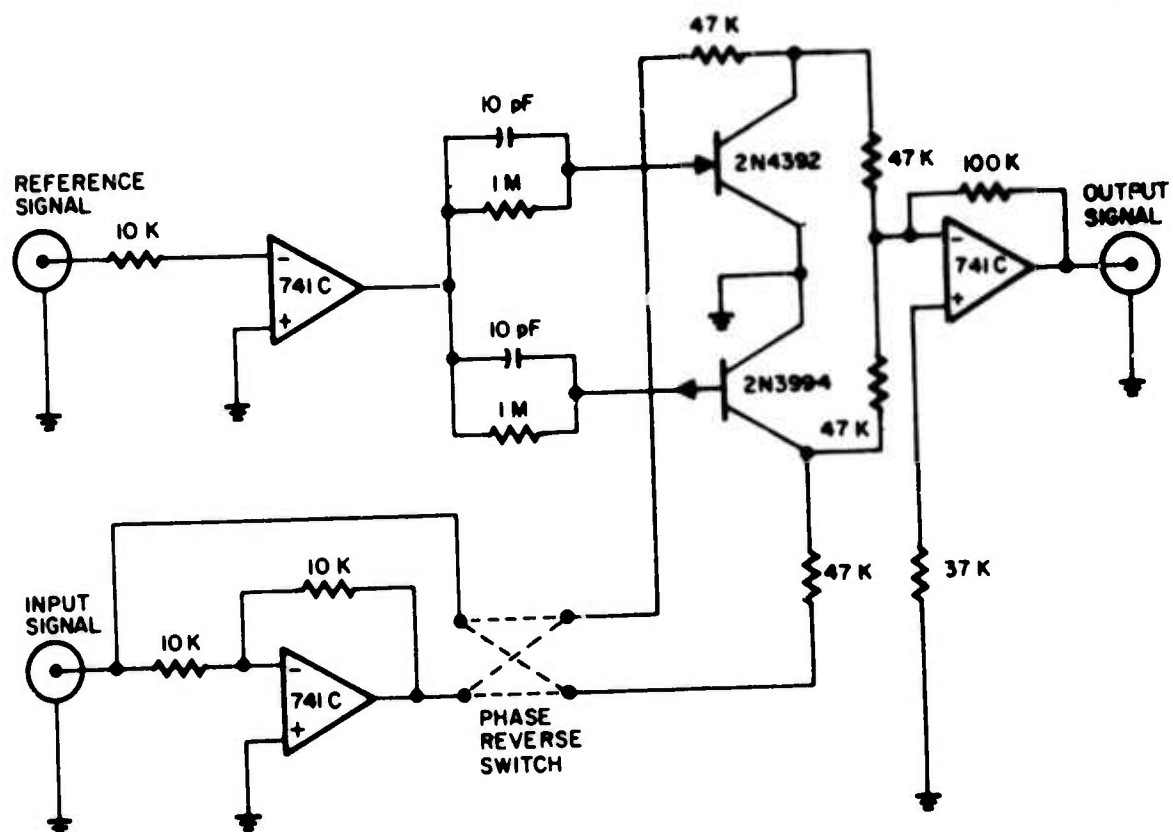 47 K
10 pF
2N4392
47 K
1 M
100 K
REFERENCE
SIGNAL
OUTPUT
SIGNAL
10 K
-
741 C
+
-
741 C
+
10 pF
2N3994
1 M
47 K
10 K
47 K
37 K
INPUT
SIGNAL
10 K
-
741 C
+
PHASE
REVERSE
SWITCH